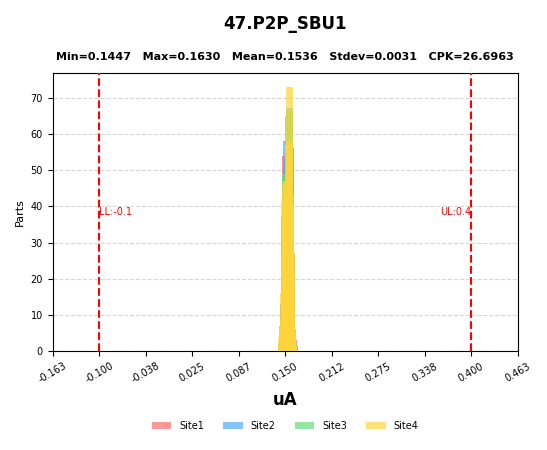 47.P2P_SBU1
Min=0.1447 Max=0.1630 Mean=0.1536 Stdev=0.0031 CPK=26.6963
70
60
50
40
30
20
10
0
Parts
LL:-0.1
UL:0.4
-0.163 -0.100 -0.038 0.025 0.087 0.150 0.212 0.275 0.338 0.400 0.463
uA
Site1 Site2 Site3 Site4